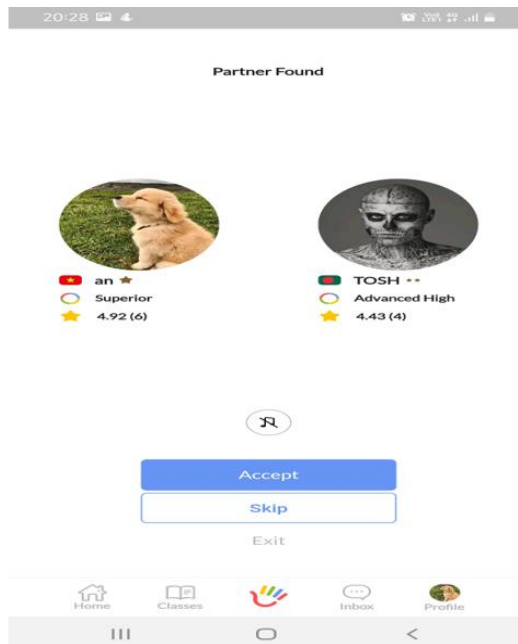 20:28
Partner Found
an
TOSH
Superior
Advanced High
4.92 (6)
4.43 (4)
Accept
Skip
Exit
Home
Classes
Inbox
Profile